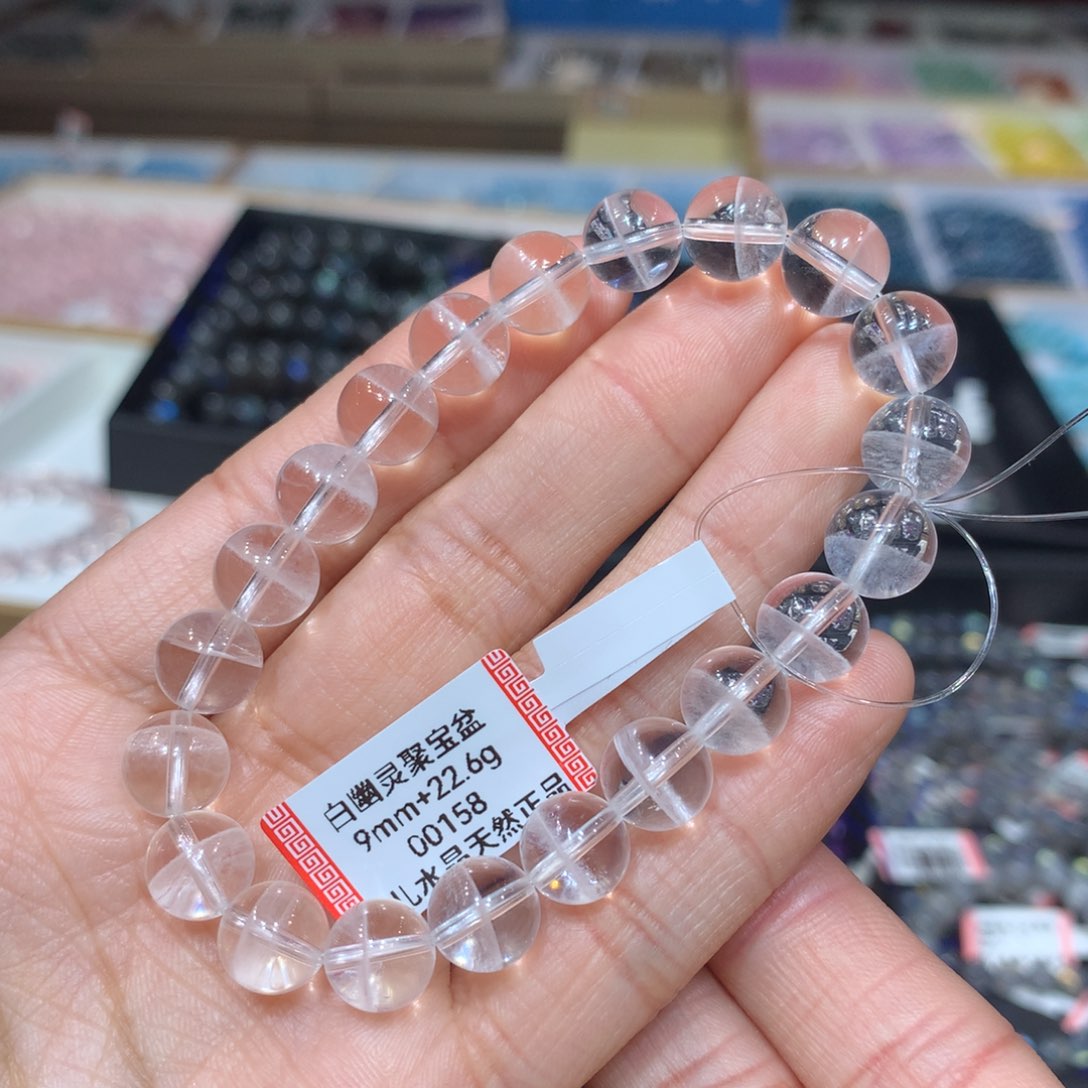 白幽灵聚宝盆
9mm+22.6g
00158
水晶天然正品